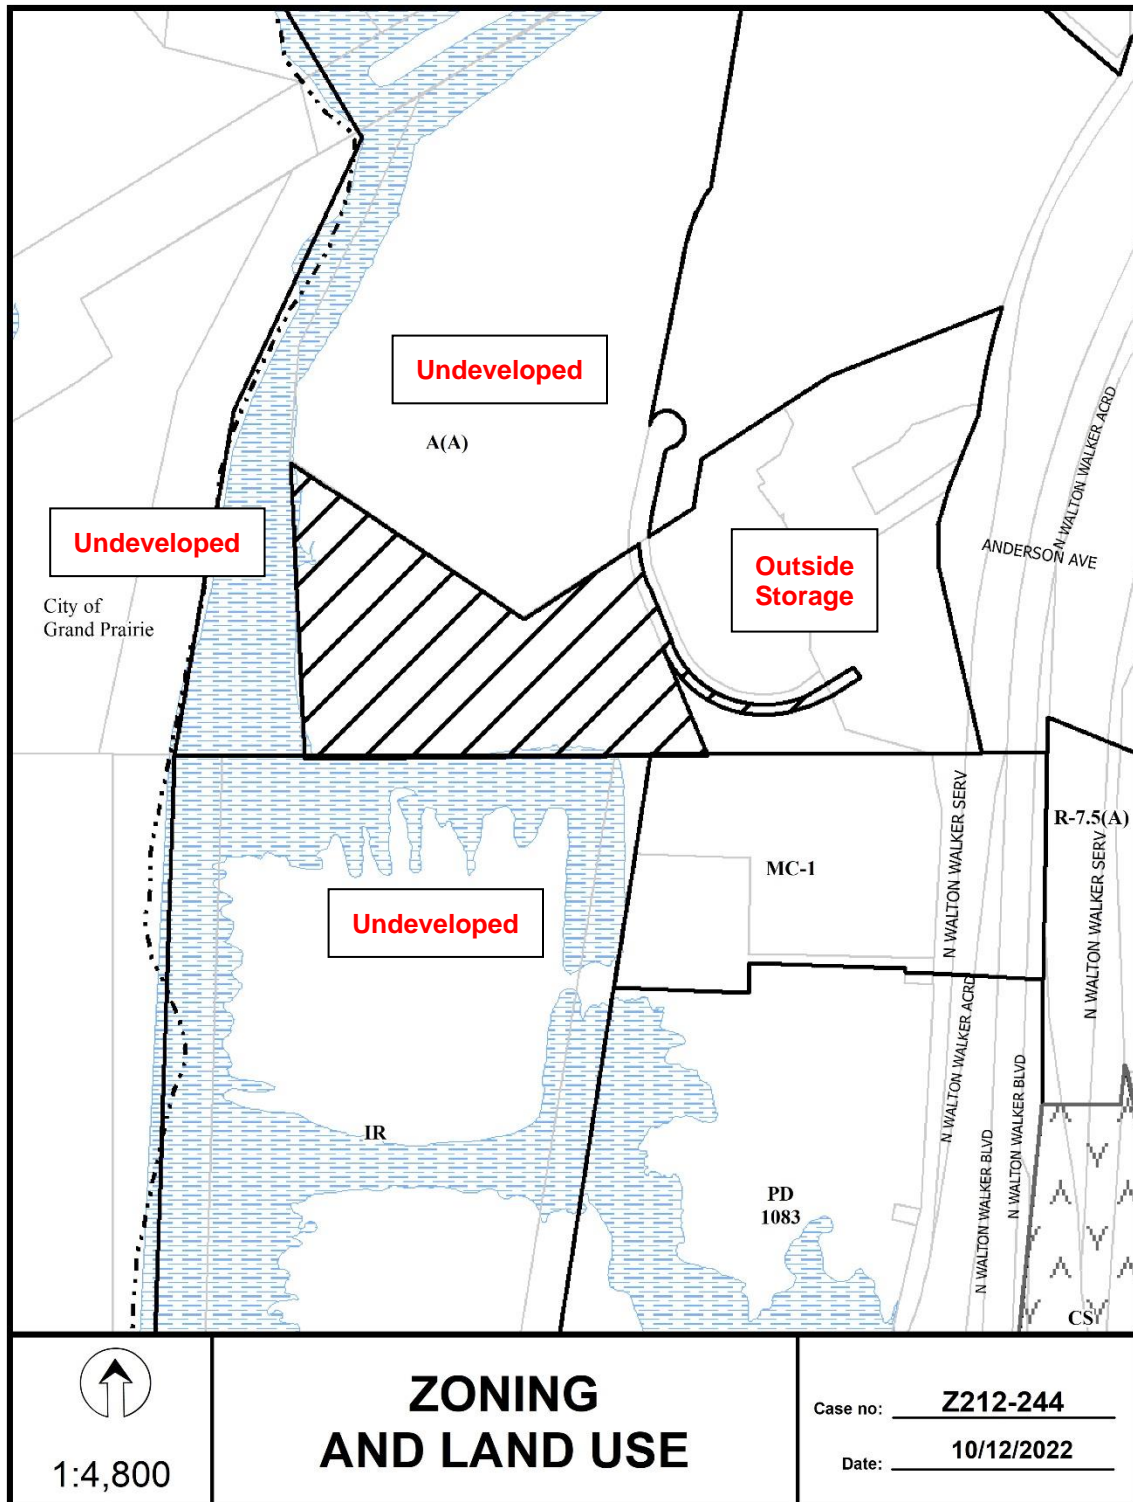 Undeveloped
A(A)
N WALTON WALKER ACRD
Undeveloped
Outside
Storage
ANDERSON AVE
City of
Grand Prairie
N WALTON WALKER SERV
R-7.5(A)
MC-1
N WALTON WALKER SERV
Undeveloped
N WALTON WALKER ACRD
N WALTON WALKER BLVD
IR
N WALTON WALKER BLVD
PD
1083
CS
1:4,800
ZONING
AND LAND USE
Case no: Z212-244
Date: 10/12/2022